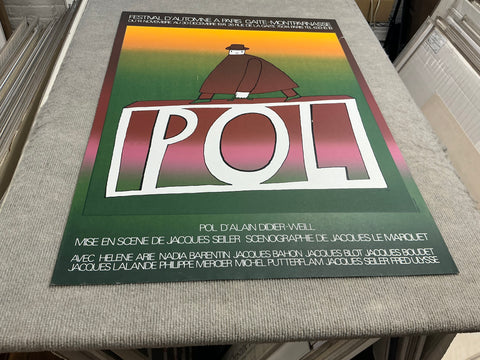 FESTIVAL D'AUTOMNE A PARIS GAITE-MONTPARNASSE
POL
POL D'ALAIN DIDIER-WEILL
MISE EN SCENE DE JACQUES SEILER SCENOGRAPHIE DE JACQUES LE MARQUET
AVEC HELENE ARIE NADIA BARENTIN JACQUES BAHON JACQUES BLOT JACQUES BOUDET
JACQUES LALANDE PHILIPPE MERCIER MICHEL PUTTERFLAM JACQUES SEILER FRED ULYSSE